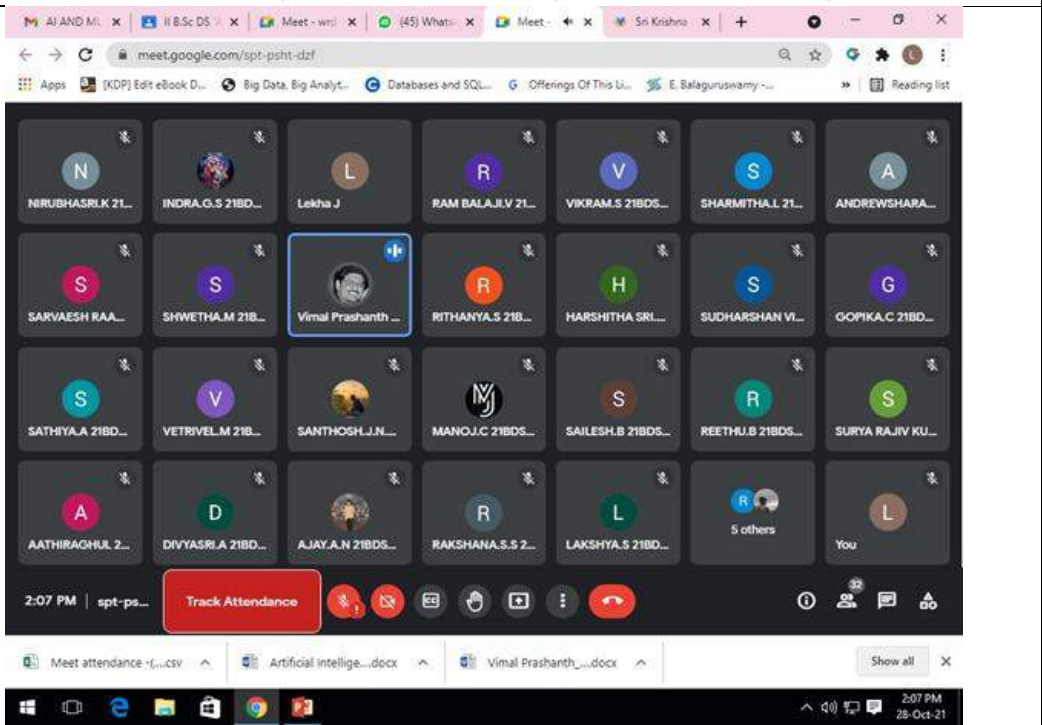 AI AND ML
II B.Sc DS
Meet - wrd
(45) Whats
Meet -
Sri Krishna
meet.google.com/spt-psht-dzf
Apps
[KDP] Edit eBook D...
Big Data, Big Analyt...
Databases and SQL...
Offerings Of This Li...
E. Balaguruswamy -...
Reading list
N
L
R
V
S
A
NIRUBHASRI.K 21...
INDRA.G.S 21BD...
Lekha J
RAM BALAJI.V 21...
VIKRAM.S 21BDS...
SHARMITHA.L 21...
ANDREWSHARA...
S
S
R
H
S
G
SARVAESH RAA...
SHWETHA.M 21B...
Vimal Prashanth ...
RITHANYA.S 21B...
HARSHITHA SRI....
SUDHARSHAN VI...
GOPIKA.C 21BD...
S
V
MJ
S
R
S
SATHIYA.A 21BD...
VETRIVEL.M 21B...
SANTHOSH.J.N....
MANOJ.C 21BDS...
SAILESH.B 21BDS...
REETHU.B 21BDS...
SURYA RAJIV KU...
A
D
R
L
R
L
AATHIRAGHUL 2...
DIVYASRI.A 21BD...
AJAY.A.N 21BDS...
RAKSHANA.S.S 2...
LAKSHYA.S 21BD...
5 others
You
2:07 PM | spt-ps...
Track Attendance
CC
32
Meet attendance -(....csv
Artificial Intellige....docx
Vimal Prashanth_...docx
Show all
2:07 PM
28-Oct-21